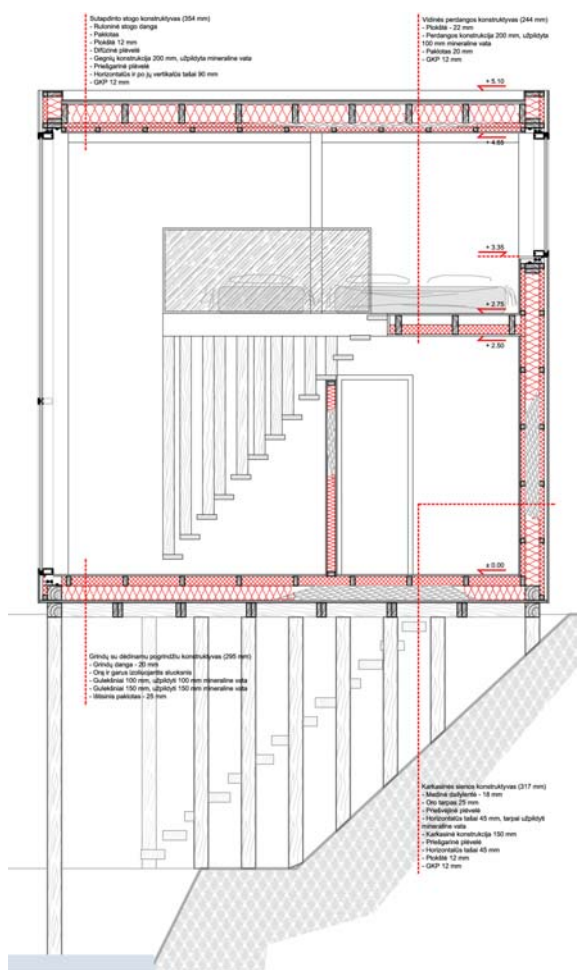 Sutapdinto stogo konstruktyvas (354 mm)
- Ruloninė stogo danga
- Paklotas
- Plokštė 12 mm
- Difūzinė plėvelė
- Gegnių konstrukcija 200 mm, užpildyta mineraline vata
- Priešgarinė plėvelė
- Horizontalūs ir po jų vertikalūs tašai 90 mm
- GKP 12 mm
Vidinės perdangos konstruktyvas (244 mm)
- Plokštė - 22 mm
- Perdangos konstrukcija 200 mm, užpildyta
100 mm mineraline vata
- Paklotas 20 mm
- GKP 12 mm
+ 5.10
+ 4.65
+ 3.35
+ 2.75
+ 2.50
± 0.00
Grindų su vėdinamu pogrindžiu konstruktyvas (295 mm)
- Grindų danga - 20 mm
- Orą ir garus izoliuojantis sluoksnis
- Gulekšniai 100 mm, užpildyti 100 mm mineraline vata
- Gulekšniai 150 mm, užpildyti 150 mm mineraline vata
- Ištisinis paklotas - 25 mm
Karkasinės sienos konstruktyvas (317 mm)
- Medinė dailylentė - 18 mm
- Oro tarpas 25 mm
- Priešvėjinė plėvelė
- Horizontalūs tašai 45 mm, tarpai užpildyti
mineraline vata
- Karkasinė konstrukcija 150 mm
- Priešgarinė plėvelė
- Horizontalūs tašai 45 mm
- Plokštė 12 mm
- GKP 12 mm